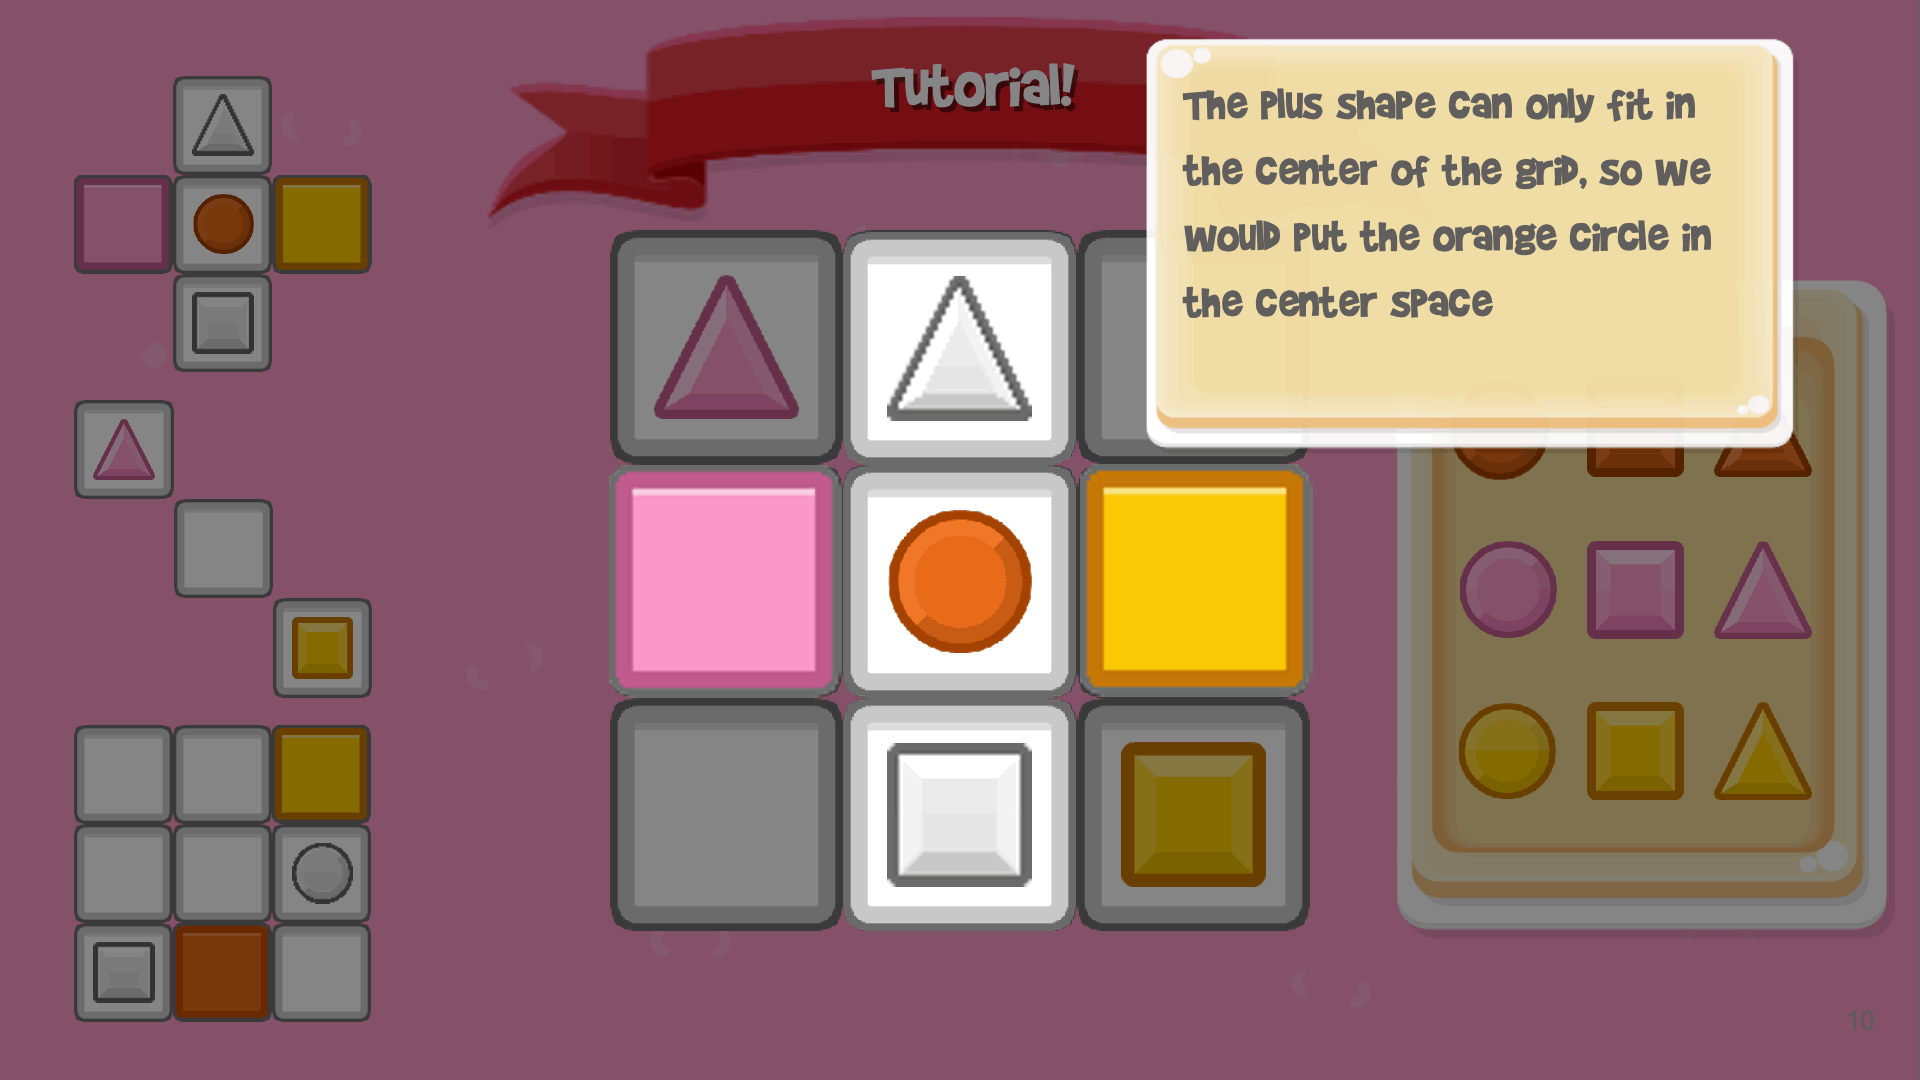 Tutorial!
The plus shape can only fit in
the center of the grid, so we
would put the orange circle in
the center space
10